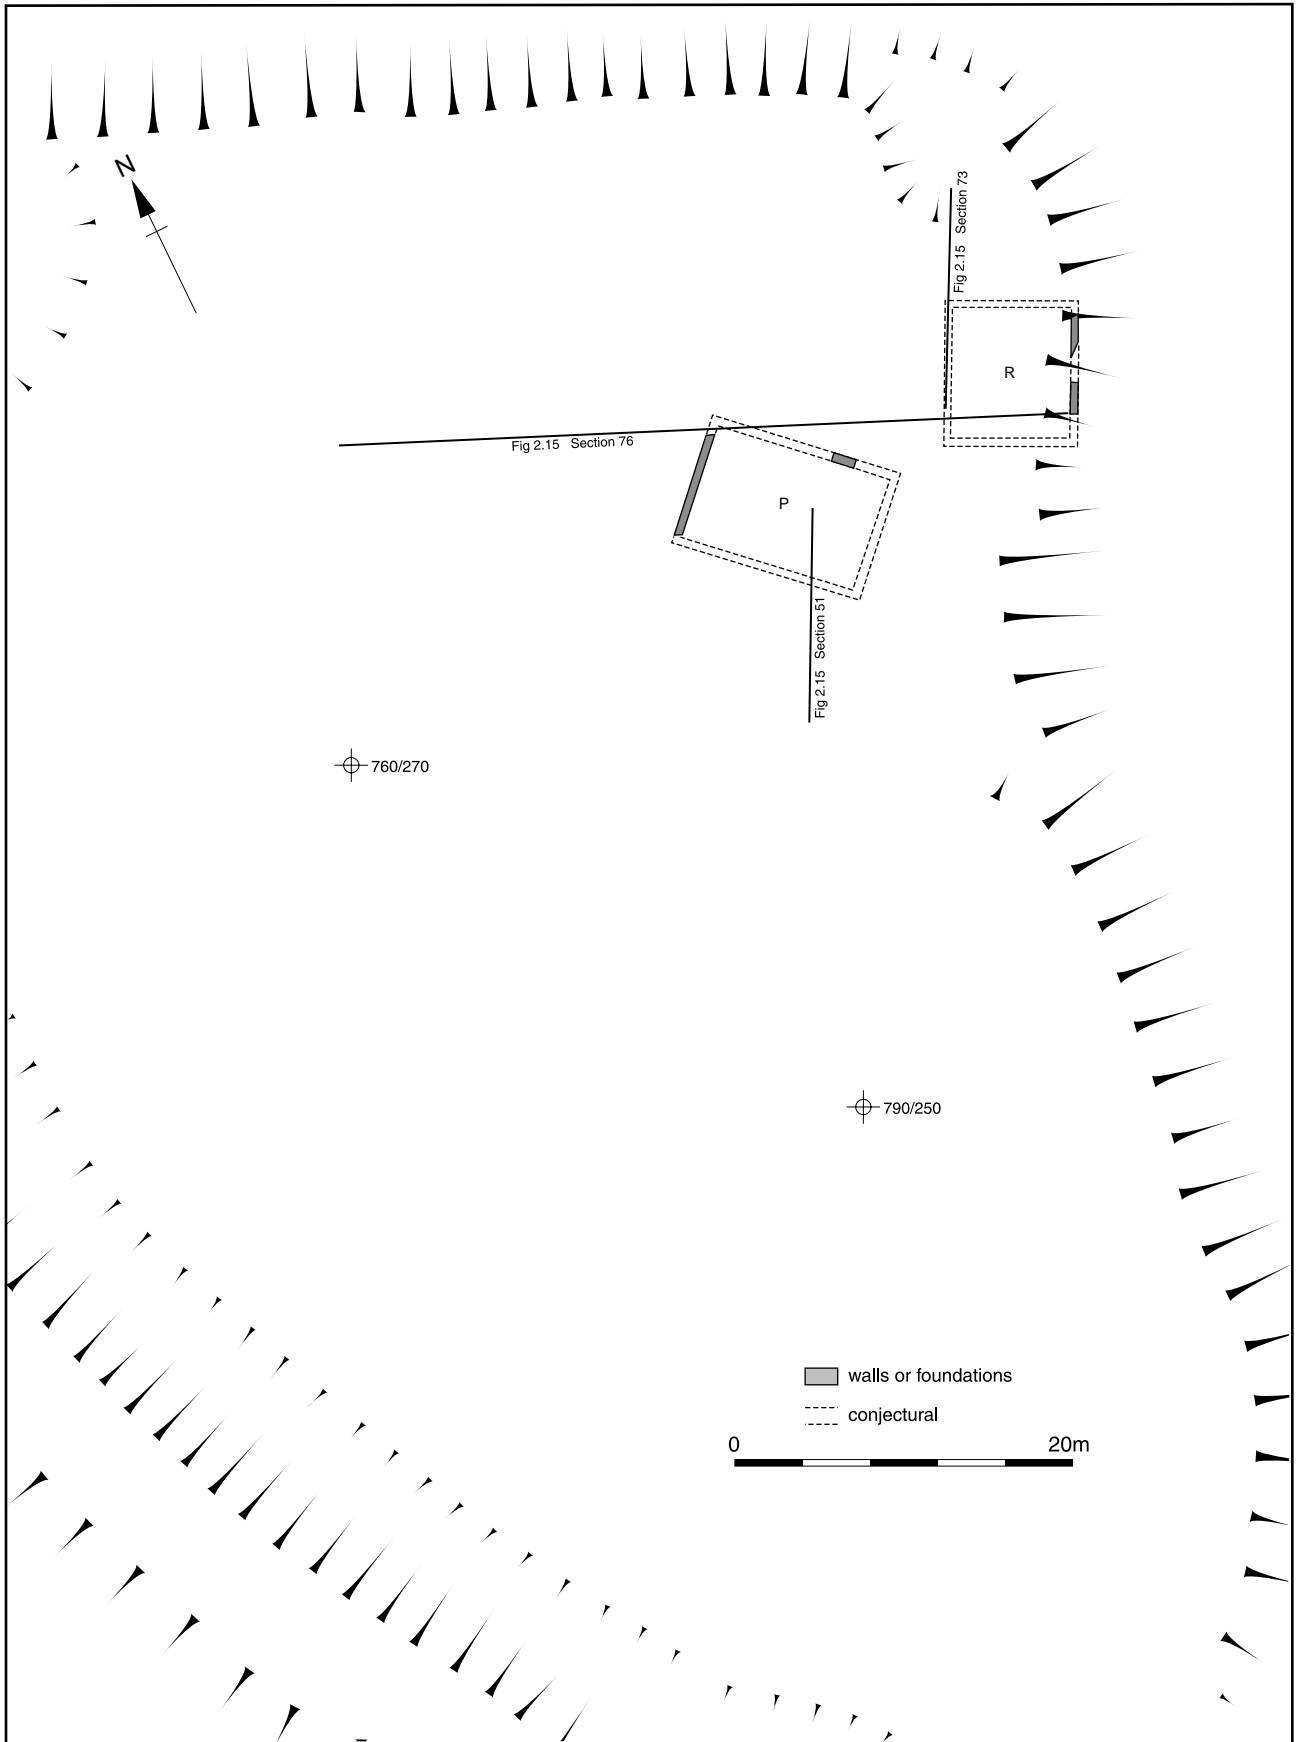 N
Fig 2.15 Section 73
R
Fig 2.15 Section 76
P
Fig 2.15 Section 51
760/270
790/250
walls or foundations
conjectural
0 20m